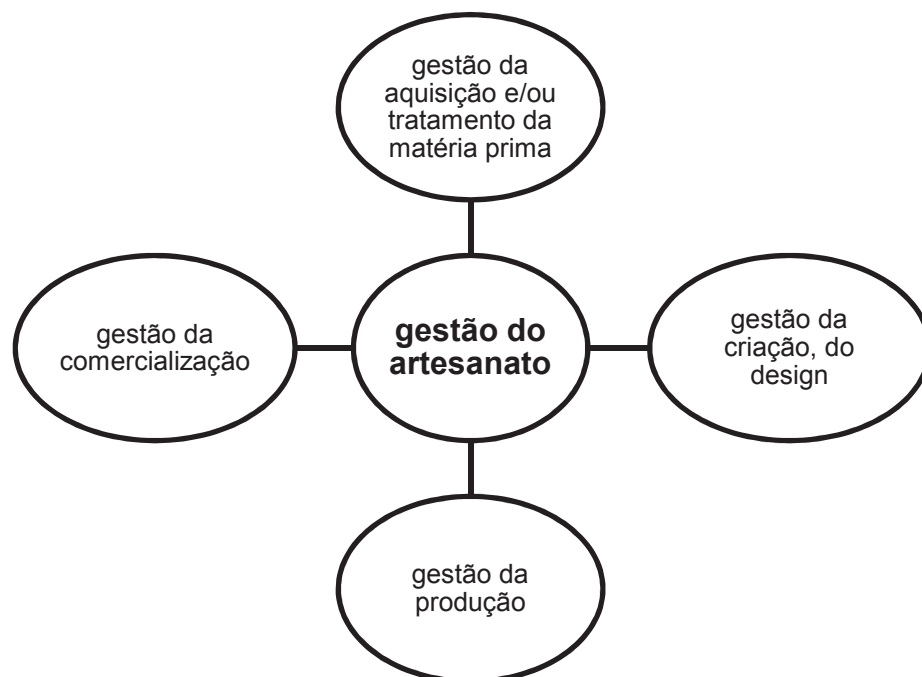 gestão da
aquisição e/ou
tratamento da
matéria prima
gestão da
comercialização
gestão do
artesanato
gestão da
criação, do
design
gestão da
produção